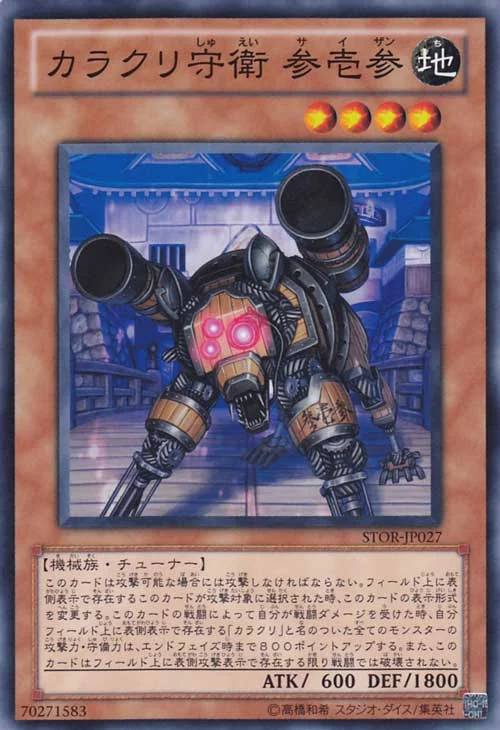 カラクリ守衛 参壱参 地
しゅ えい サ イ ザン ち
参壱参
STOR-JP027
【機械族・チューナー】
このカードは攻撃可能な場合には攻撃しなければならない。フィールド上に表
側表示で存在するこのカードが攻撃対象に選択された時、このカードの表示形式
を変更する。このカードの戦闘によって自分が戦闘ダメージを受けた時、自分
フィールド上に表側表示で存在する「カラクリ」と名のついた全てのモンスターの
攻撃力・守備力は、エンドフェイズ時まで800ポイントアップする。また、こ
のカードはフィールド上に表側攻撃表示で存在する限り戦闘では破壊されない。
ATK/ 600 DEF/1800
70271583
©高橋和希 スタジオ・ダイス/集英社